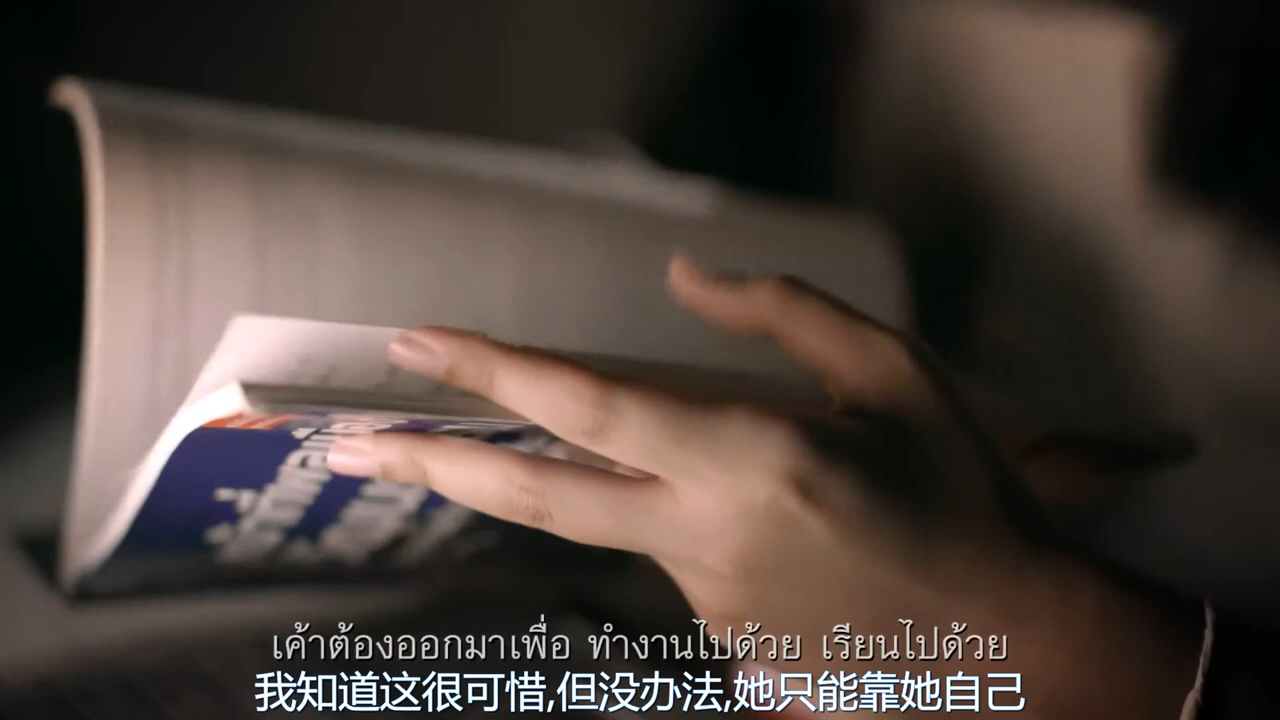 เค้าต้องออกมาเพื่อ ทำงานไปด้วย เรียนไปด้วย
我知道这很可惜,但没办法,她只能靠她自己